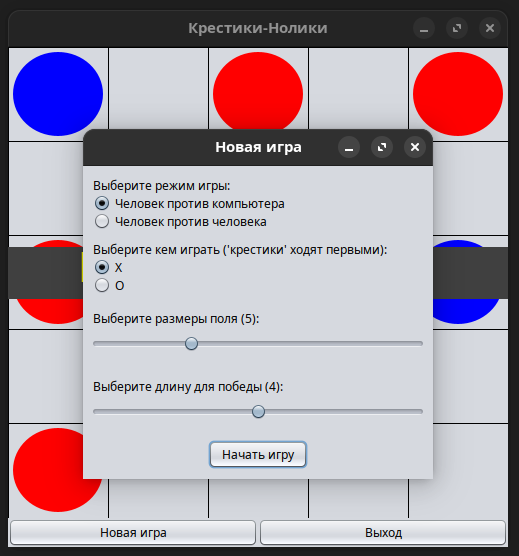 Крестики-Нолики
Новая игра
Выберите режим игры:
Человек против компьютера
Человек против человека
Выберите кем играть ('крестики' ходят первыми):
X
O
Выберите размеры поля (5):
Выберите длину для победы (4):
Начать игру
Новая игра
Выход